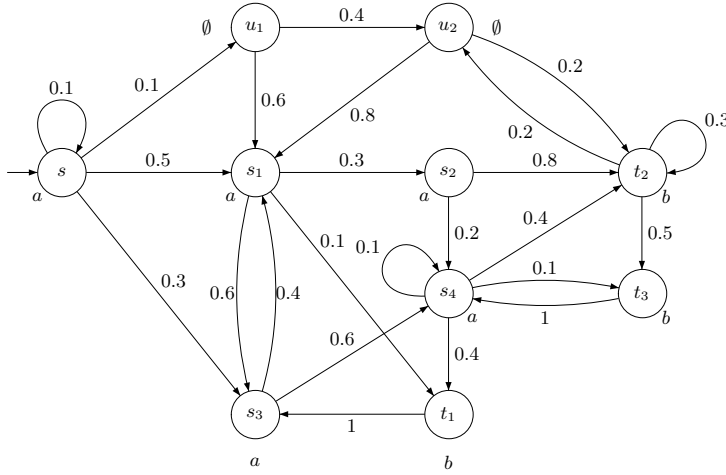 ∅ u₁ 0.4 u₂ ∅
0.1 0.1 0.6 0.8 0.2 0.2 0.3
s 0.5 s₁ 0.3 s₂ 0.8 t₂
a a a b
0.3 0.6 0.4 0.1 0.1 0.2 0.4 0.5
s₄ 0.1 t₃
a 1 b
0.6 0.4
s₃ 1 t₁
a b